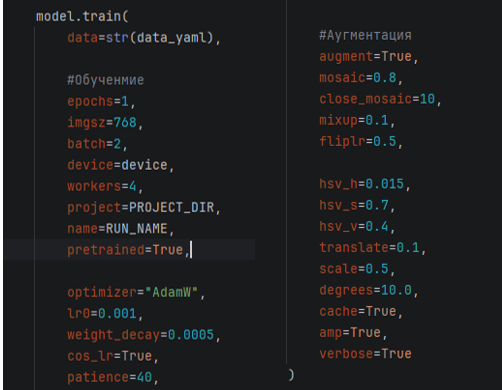 model.train(
data=str(data_yaml),
#Обученмие
epochs=1,
imgsz=768,
batch=2,
device=device,
workers=4,
project=PROJECT_DIR,
name=RUN_NAME,
pretrained=True,
optimizer="AdamW",
lr0=0.001,
weight_decay=0.0005,
cos_lr=True,
patience=40,
#Аугментация
augment=True,
mosaic=0.8,
close_mosaic=10,
mixup=0.1,
fliplr=0.5,
hsv_h=0.015,
hsv_s=0.7,
hsv_v=0.4,
translate=0.1,
scale=0.5,
degrees=10.0,
cache=True,
amp=True,
verbose=True
)